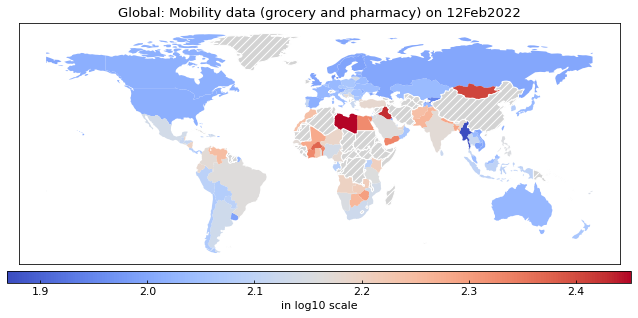 Global: Mobility data (grocery and pharmacy) on 12Feb2022
1.9 2.0 2.1 2.2 2.3 2.4
in log10 scale